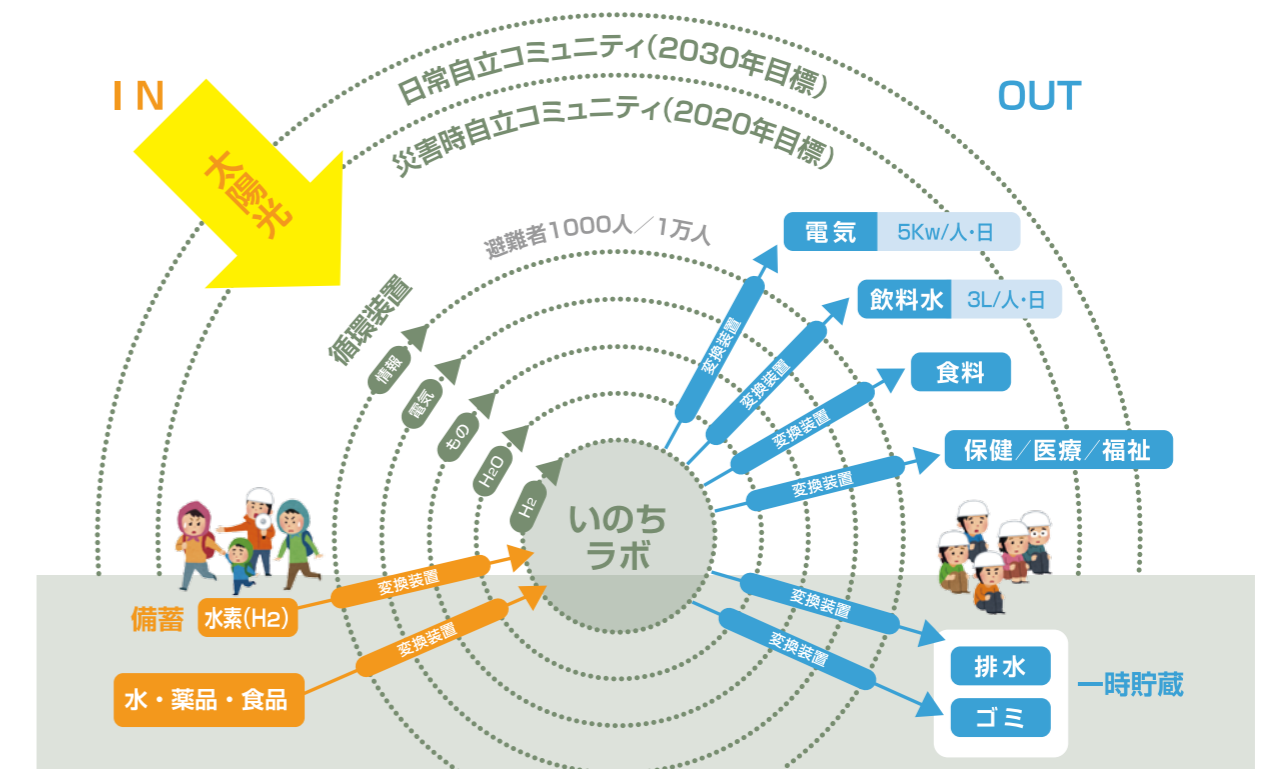 IN
OUT
日常自立コミュニティ(2030年目標)
災害時自立コミュニティ(2020年目標)
太陽光
避難者1000人／1万人
循環装置
情報
電気
もの
H2O
H2
いのち
ラボ
変換装置
電気
5Kw/人・日
変換装置
飲料水
3L/人・日
変換装置
食料
変換装置
保健／医療／福祉
備蓄
水素(H2)
変換装置
水・薬品・食品
変換装置
変換装置
排水
変換装置
ゴミ
一時貯蔵